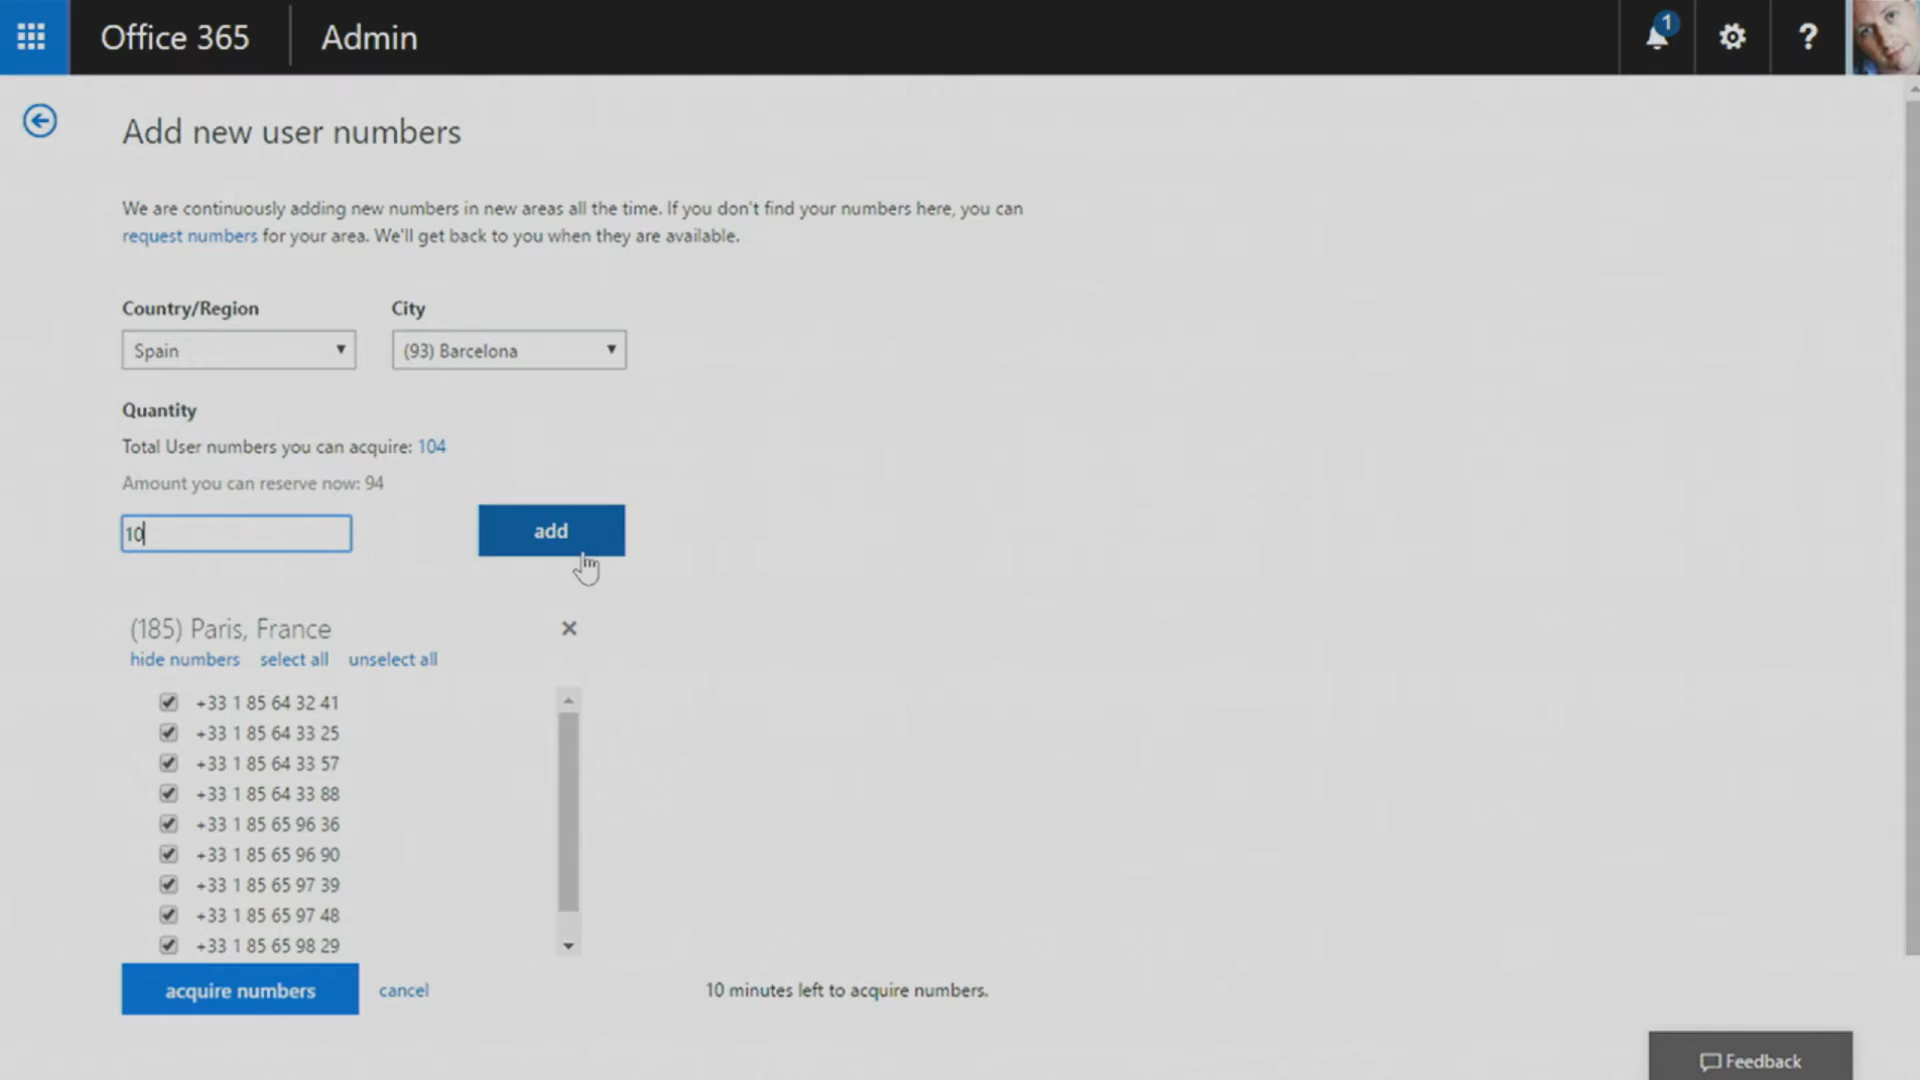 Office 365
Admin
1
?
Add new user numbers
We are continuously adding new numbers in new areas all the time. If you don't find your numbers here, you can
request numbers for your area. We'll get back to you when they are available.
Country/Region
City
Spain
(93) Barcelona
Quantity
Total User numbers you can acquire: 104
Amount you can reserve now: 94
10
add
(185) Paris, France
hide numbers select all unselect all
+33 1 85 64 32 41
+33 1 85 64 33 25
+33 1 85 64 33 57
+33 1 85 64 33 88
+33 1 85 65 96 36
+33 1 85 65 96 90
+33 1 85 65 97 39
+33 1 85 65 97 48
+33 1 85 65 98 29
acquire numbers
cancel
10 minutes left to acquire numbers.
Feedback